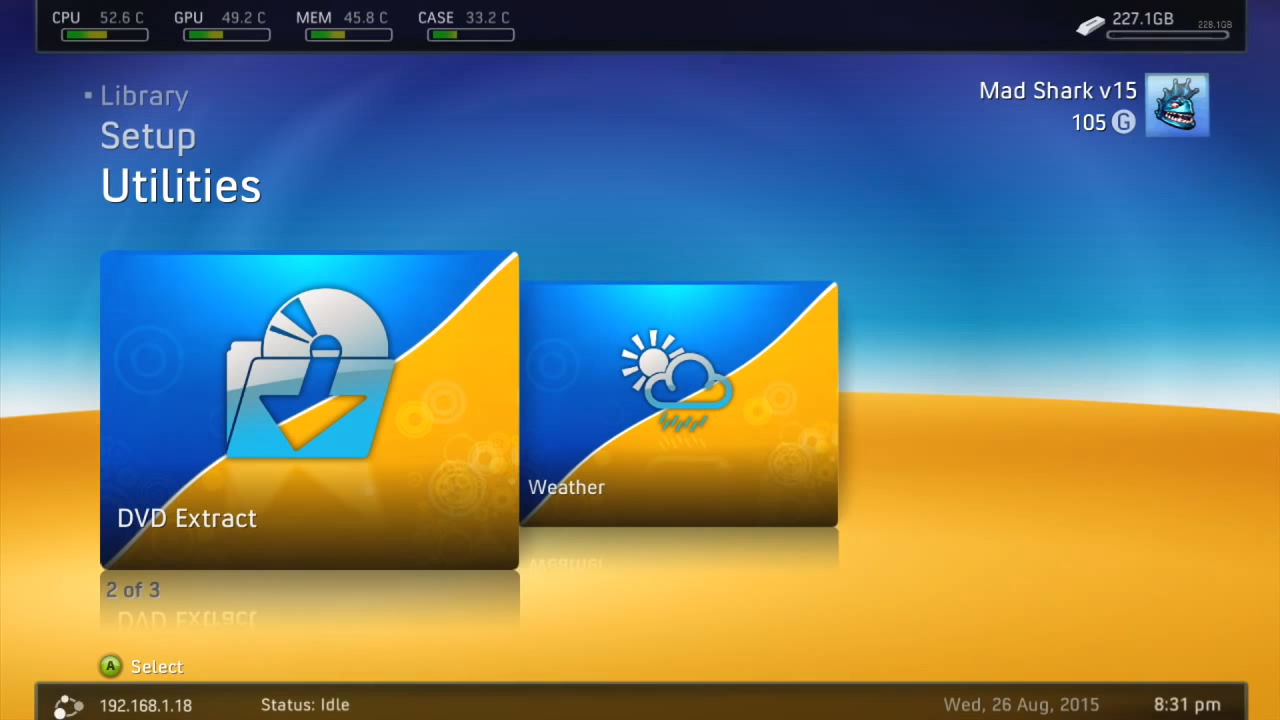 CPU 52.6 C GPU 49.2 C MEM 45.8 C CASE 33.2 C
227.1GB 228.1GB
Library
Setup
Utilities
Mad Shark v15
105 G
DVD Extract
Weather
2 of 3
A Select
192.168.1.18 Status: Idle Wed, 26 Aug, 2015 8:31 pm